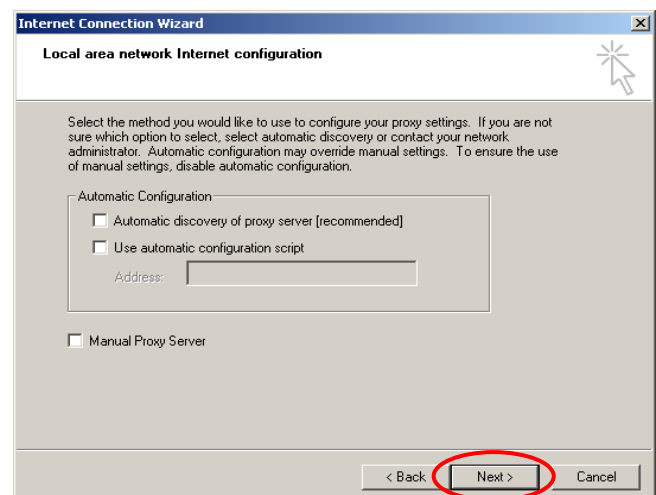 Internet Connection Wizard
Local area network Internet configuration
Select the method you would like to use to configure your proxy settings. If you are not
sure which option to select, select automatic discovery or contact your network
administrator. Automatic configuration may override manual settings. To ensure the use
of manual settings, disable automatic configuration.
Automatic Configuration
Automatic discovery of proxy server [recommended]
Use automatic configuration script
Address:
Manual Proxy Server
< Back Next > Cancel